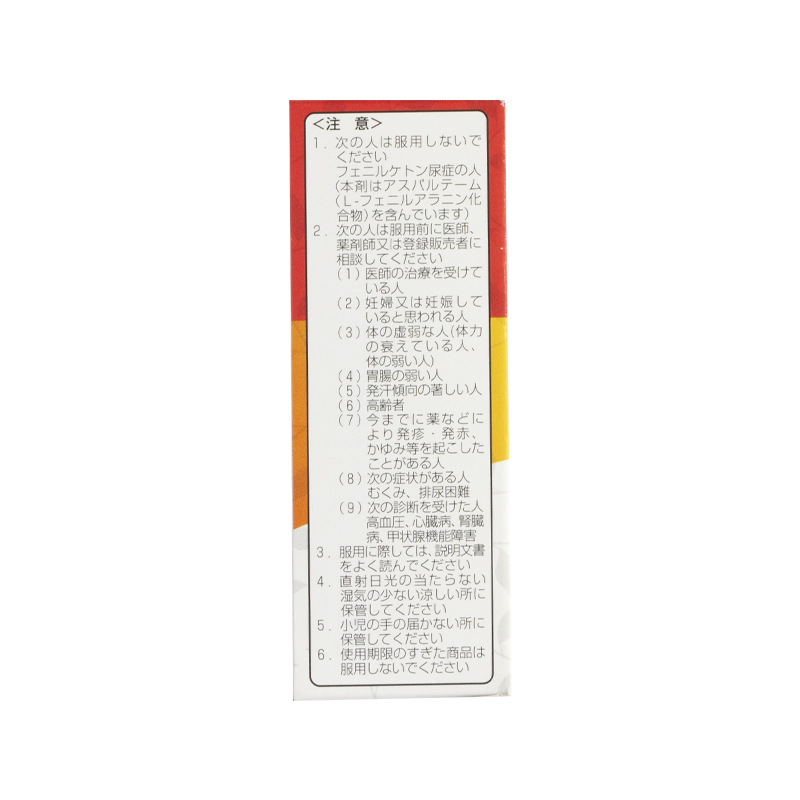 ＜注 意＞
1．次の人は服用しないで
ください
フェニルケトン尿症の人
（本剤はアスパルテーム
（L-フェニルアラニン化
合物）を含んでいます）
2．次の人は服用前に医師、
薬剤師又は登録販売者に
相談してください
（1）医師の治療を受けて
いる人
（2）妊婦又は妊娠して
いると思われる人
（3）体の虚弱な人(体力
の衰えている人、
体の弱い人)
（4）胃腸の弱い人
（5）発汗傾向の著しい人
（6）高齢者
（7）今までに薬などに
より発疹・発赤、
かゆみ等を起こした
ことがある人
（8）次の症状がある人
むくみ、排尿困難
（9）次の診断を受けた人
高血圧、心臓病、腎臓
病、甲状腺機能障害
3．服用に際しては、説明文書
をよく読んでください
4．直射日光の当たらない
湿気の少ない涼しい所に
保管してください
5．小児の手の届かない所に
保管してください
6．使用期限のすぎた商品は
服用しないでください